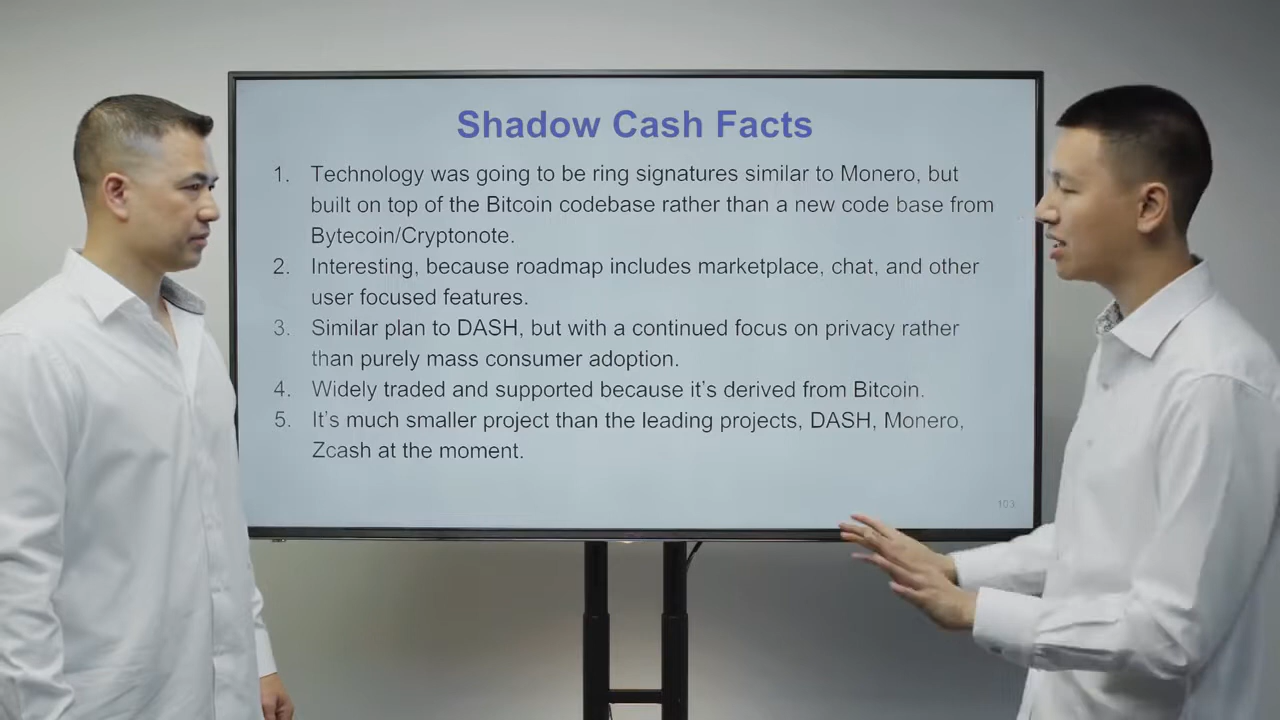 Shadow Cash Facts
1. Technology was going to be ring signatures similar to Monero, but
built on top of the Bitcoin codebase rather than a new code base from
Bytecoin/Cryptonote.
2. Interesting, because roadmap includes marketplace, chat, and other
user focused features.
3. Similar plan to DASH, but with a continued focus on privacy rather
than purely mass consumer adoption.
4. Widely traded and supported because it's derived from Bitcoin.
5. It's much smaller project than the leading projects, DASH, Monero,
Zcash at the moment.
103